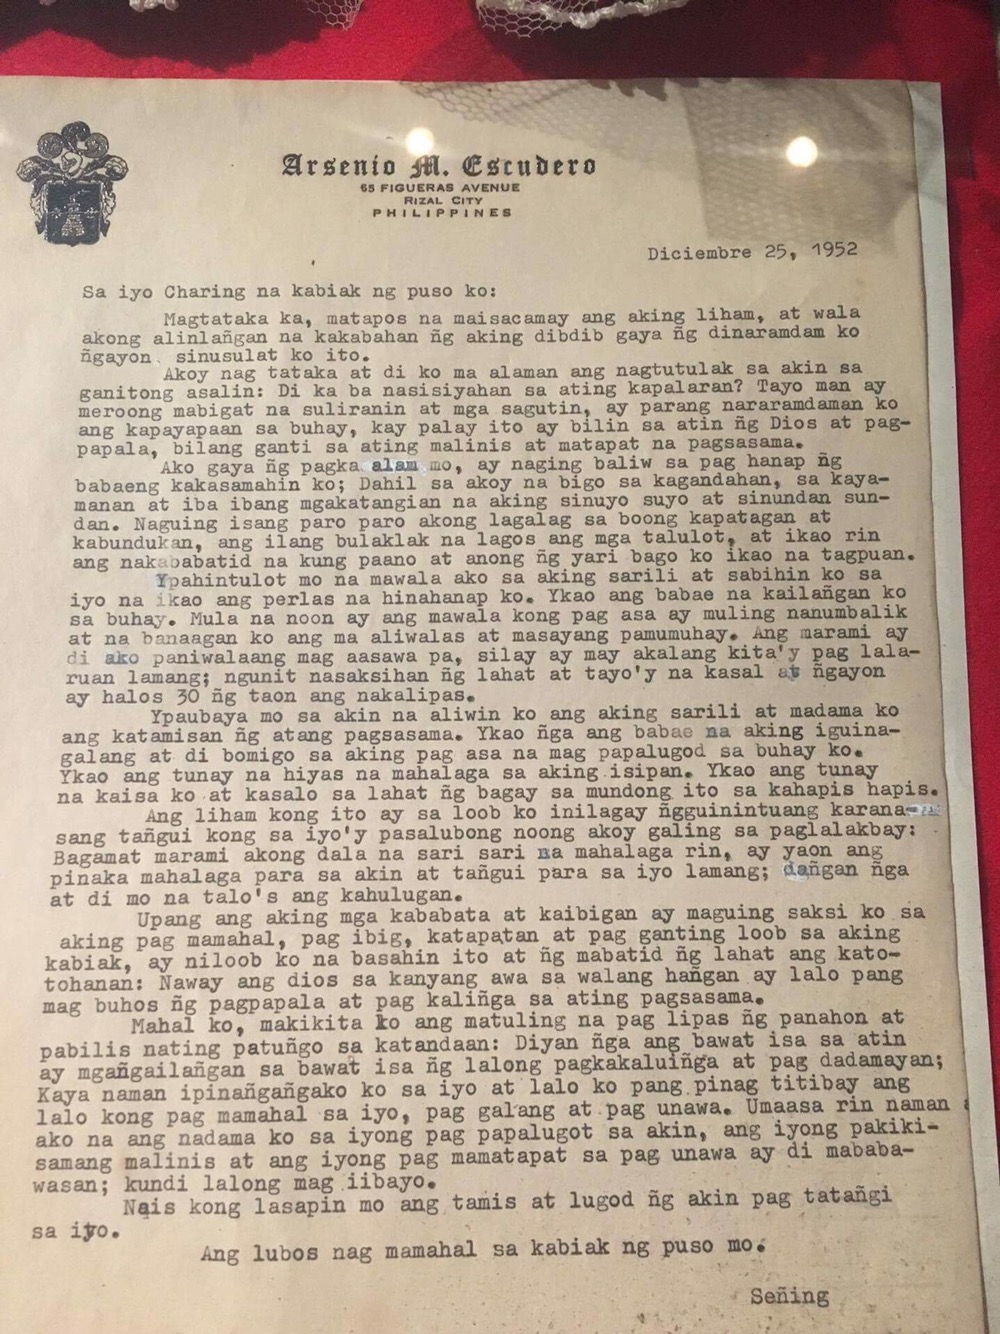 Arsenio M. Escudero
65 FIGUERAS AVENUE
RIZAL CITY
PHILIPPINES
Diciembre 25, 1952
Sa iyo Charing na kabiak ng puso ko:
Magtataka ka, matapos na maisacamay ang aking liham, at wala
akong alinlañgan na kakabahan ñg aking dibdib gaya ñg dinaramdam ko
ñgayon sinusulat ko ito.
Akoy nag tataka at di ko ma alaman ang nagtutulak sa akin sa
ganitong asalin: Di ka ba nasisiyahan sa ating kapalaran? Tayo man ay
meroong mabigat na suliranin at mga sagutin, ay parang nararamdaman ko
ang kapayapaan sa buhay, kay palay ito ay bilin sa atin ñg Dios at pag-
papala, bilang ganti sa ating malinis at matapat na pagsasama.
Ako gaya ñg pagka alam mo, ay naging baliw sa pag hanap ñg
babaeng kakasamahin ko; Dahil sa akoy na bigo sa kagandahan, sa kaya-
manan at iba ibang mgakatangian na aking sinuyo suyo at sinundan sun-
dan. Naguing isang paro paro akong lagalag sa boong kapatagan at
kabundukan, ang ilang bulaklak na lagos ang mga talulot, at ikao rin
ang nakababatid na kung paano at anong ñg yari bago ko ikao na tagpuan.
Ypahintulot mo na mawala ako sa aking sarili at sabihin ko sa
iyo na ikao ang perlas na hinahanap ko. Ykao ang babae na kailañgan ko
sa buhay. Mula na noon ay ang mawala kong pag asa ay muling nanumbalik
at na banaagan ko ang ma aliwalas at masayang pamumuhay. Ang marami ay
di ako paniwalaang mag aasawa pa, silay ay may akalang kita'y pag lala-
ruan lamang; ngunit nasaksihan ñg lahat at tayo'y na kasal at ñgayon
ay halos 30 ñg taon ang nakalipas.
Ypaubaya mo sa akin na aliwin ko ang aking sarili at madama ko
ang katamisan ñg atang pagsasama. Ykao ñga ang babae na aking iguina-
galang at di bomigo sa aking pag asa na mag papalugod sa buhay ko.
Ykao ang tunay na hiyas na mahalaga sa aking isipan. Ykao ang tunay
na kaisa ko at kasalo sa lahat ñg bagay sa mundong ito sa kahapis hapis.
Ang liham kong ito ay sa loob ko inilagay ñgguinintuang karana-
sang tañgui kong sa iyo'y pasalubong noong akoy galing sa paglalakbay:
Bagamat marami akong dala na sari sari na mahalaga rin, ay yaon ang
pinaka mahalaga para sa akin at tañgui para sa iyo lamang; dañgan ñga
at di mo na talo's ang kahulugan.
Upang ang aking mga kababata at kaibigan ay maguing saksi ko sa
aking pag mamahal, pag ibig, katapatan at pag ganting loob sa aking
kabiak, ay niloob ko na basahin ito at ñg mabatid ñg lahat ang kato-
tohanan: Naway ang dios sa kanyang awa sa walang hañgan ay lalo pang
mag buhos ñg pagpapala at pag kaliñga sa ating pagsasama.
Mahal ko, makikita ko ang matuling na pag lipas ñg panahon at
pabilis nating patuñgo sa katandaan: Diyan ñga ang bawat isa sa atin
ay mgañgailañgan sa bawat isa ñg lalong pagkakaluiñga at pag dadamayan;
Kaya naman ipinañgañgako ko sa iyo at lalo ko pang pinag titibay ang
lalo kong pag mamahal sa iyo, pag galang at pag unawa. Umaasa rin naman
ako na ang nadama ko sa iyong pag papalugot sa akin, ang iyong pakiki-
samang malinis at ang iyong pag mamatapat sa pag unawa ay di mababa-
wasan; kundi lalong mag iibayo.
Nais kong lasapin mo ang tamis at lugod ñg akin pag tatañgi
sa iyo.
Ang lubos nag mamahal sa kabiak ng puso mo.
Señing